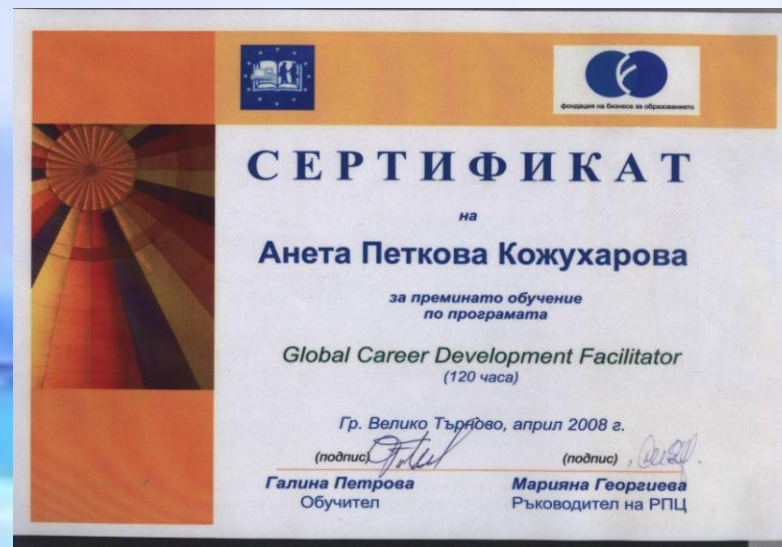 фондация на бизнеса за образованието
СЕРТИФИКАТ
на
Анета Петкова Кожухарова
за преминато обучение
по програмата
Global Career Development Facilitator
(120 часа)
Гр. Велико Търново, април 2008 г.
(подпис) (подпис)
Галина Петрова Марияна Георгиева
Обучител Ръководител на РПЦ